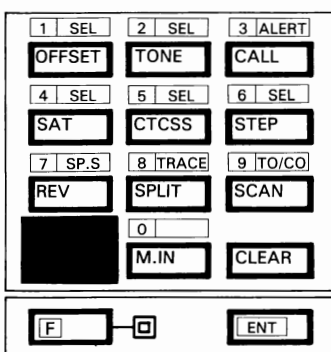 1 SEL 2 SEL 3 ALERT
OFFSET TONE CALL
4 SEL 5 SEL 6 SEL
SAT CTCSS STEP
7 SP.S 8 TRACE 9 TO/CO
REV SPLIT SCAN
0
M.IN CLEAR
F ENT